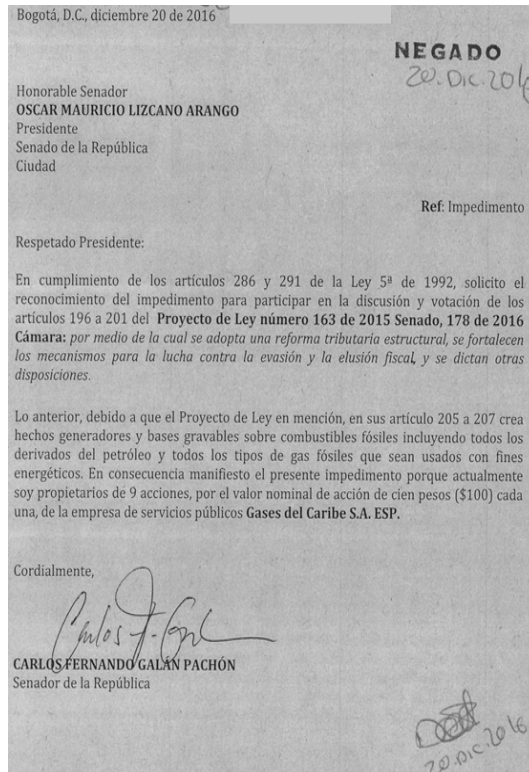 Bogotá, D.C., diciembre 20 de 2016
NEGADO
20. DIC. 2016
Honorable Senador
OSCAR MAURICIO LIZCANO ARANGO
Presidente
Senado de la República
Ciudad
Ref: Impedimento
Respetado Presidente:
En cumplimiento de los artículos 286 y 291 de la Ley 5ª de 1992, solicito el
reconocimiento del impedimento para participar en la discusión y votación de los
artículos 196 a 201 del Proyecto de Ley número 163 de 2015 Senado, 178 de 2016
Cámara: por medio de la cual se adopta una reforma tributaria estructural, se fortalecen
los mecanismos para la lucha contra la evasión y la elusión fiscal, y se dictan otras
disposiciones.
Lo anterior, debido a que el Proyecto de Ley en mención, en sus artículo 205 a 207 crea
hechos generadores y bases gravables sobre combustibles fósiles incluyendo todos los
derivados del petróleo y todos los tipos de gas fósiles que sean usados con fines
energéticos. En consecuencia manifiesto el presente impedimento porque actualmente
soy propietarios de 9 acciones, por el valor nominal de acción de cien pesos ($100) cada
una, de la empresa de servicios públicos Gases del Caribe S.A. ESP.
Cordialmente,
CARLOS FERNANDO GALÁN PACHÓN
Senador de la República
20.DIC.2016